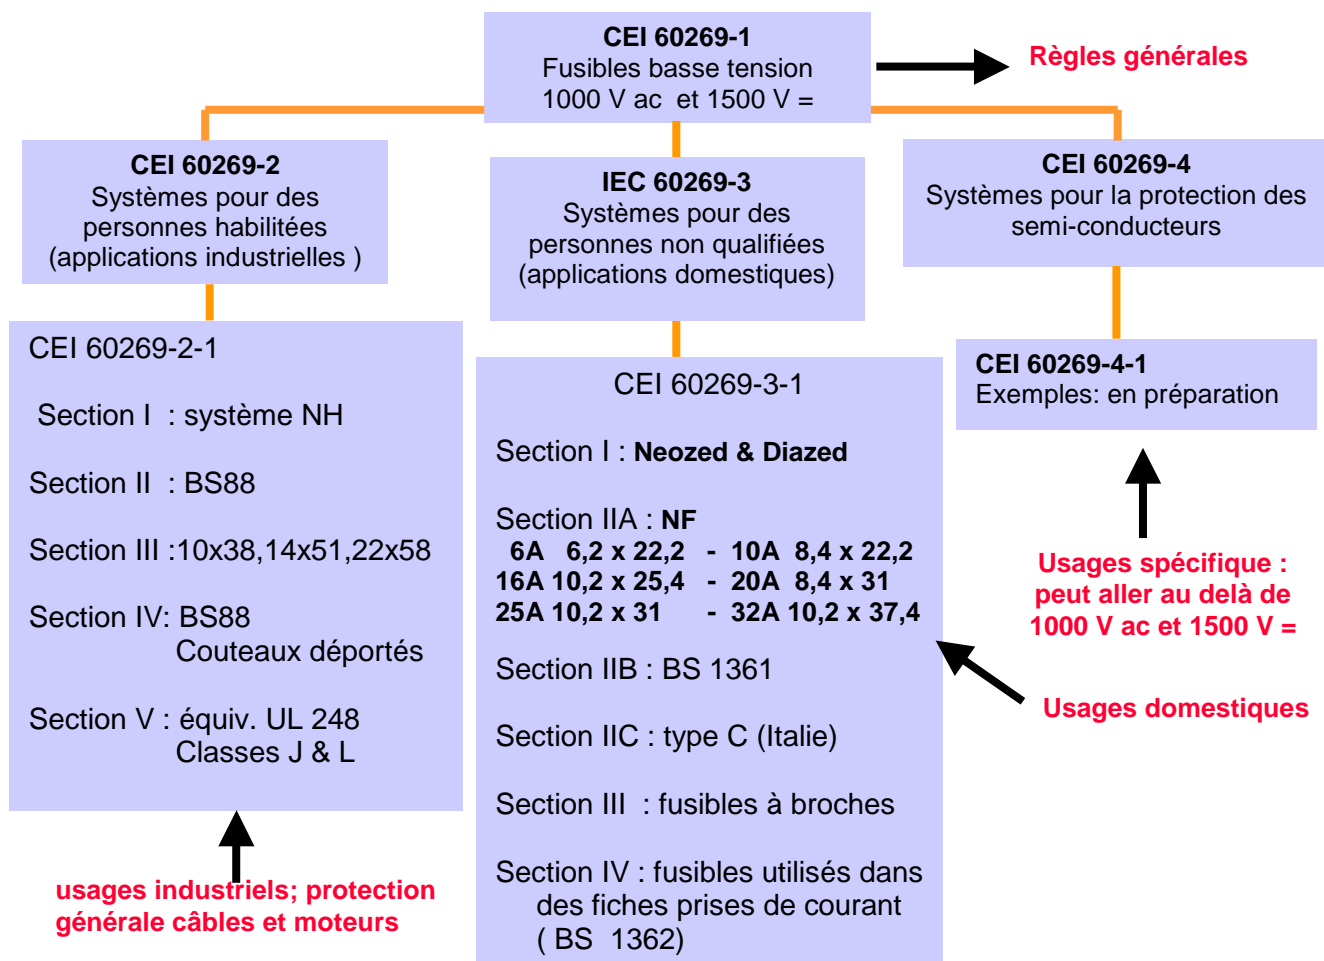 CEI 60269-1
Fusibles basse tension
1000 V ac et 1500 V =
Règles générales
CEI 60269-2
Systèmes pour des
personnes habilitées
(applications industrielles )
IEC 60269-3
Systèmes pour des
personnes non qualifiées
(applications domestiques)
CEI 60269-4
Systèmes pour la protection des
semi-conducteurs
CEI 60269-2-1
Section I : système NH
Section II : BS88
Section III :10x38,14x51,22x58
Section IV: BS88
Couteaux déportés
Section V : équiv. UL 248
Classes J & L
usages industriels; protection
générale câbles et moteurs
CEI 60269-3-1
Section I : Neozed & Diazed
Section IIA : NF
6A 6,2 x 22,2 - 10A 8,4 x 22,2
16A 10,2 x 25,4 - 20A 8,4 x 31
25A 10,2 x 31 - 32A 10,2 x 37,4
Section IIB : BS 1361
Section IIC : type C (Italie)
Section III : fusibles à broches
Section IV : fusibles utilisés dans
des fiches prises de courant
( BS 1362)
CEI 60269-4-1
Exemples: en préparation
Usages spécifique :
peut aller au delà de
1000 V ac et 1500 V =
Usages domestiques